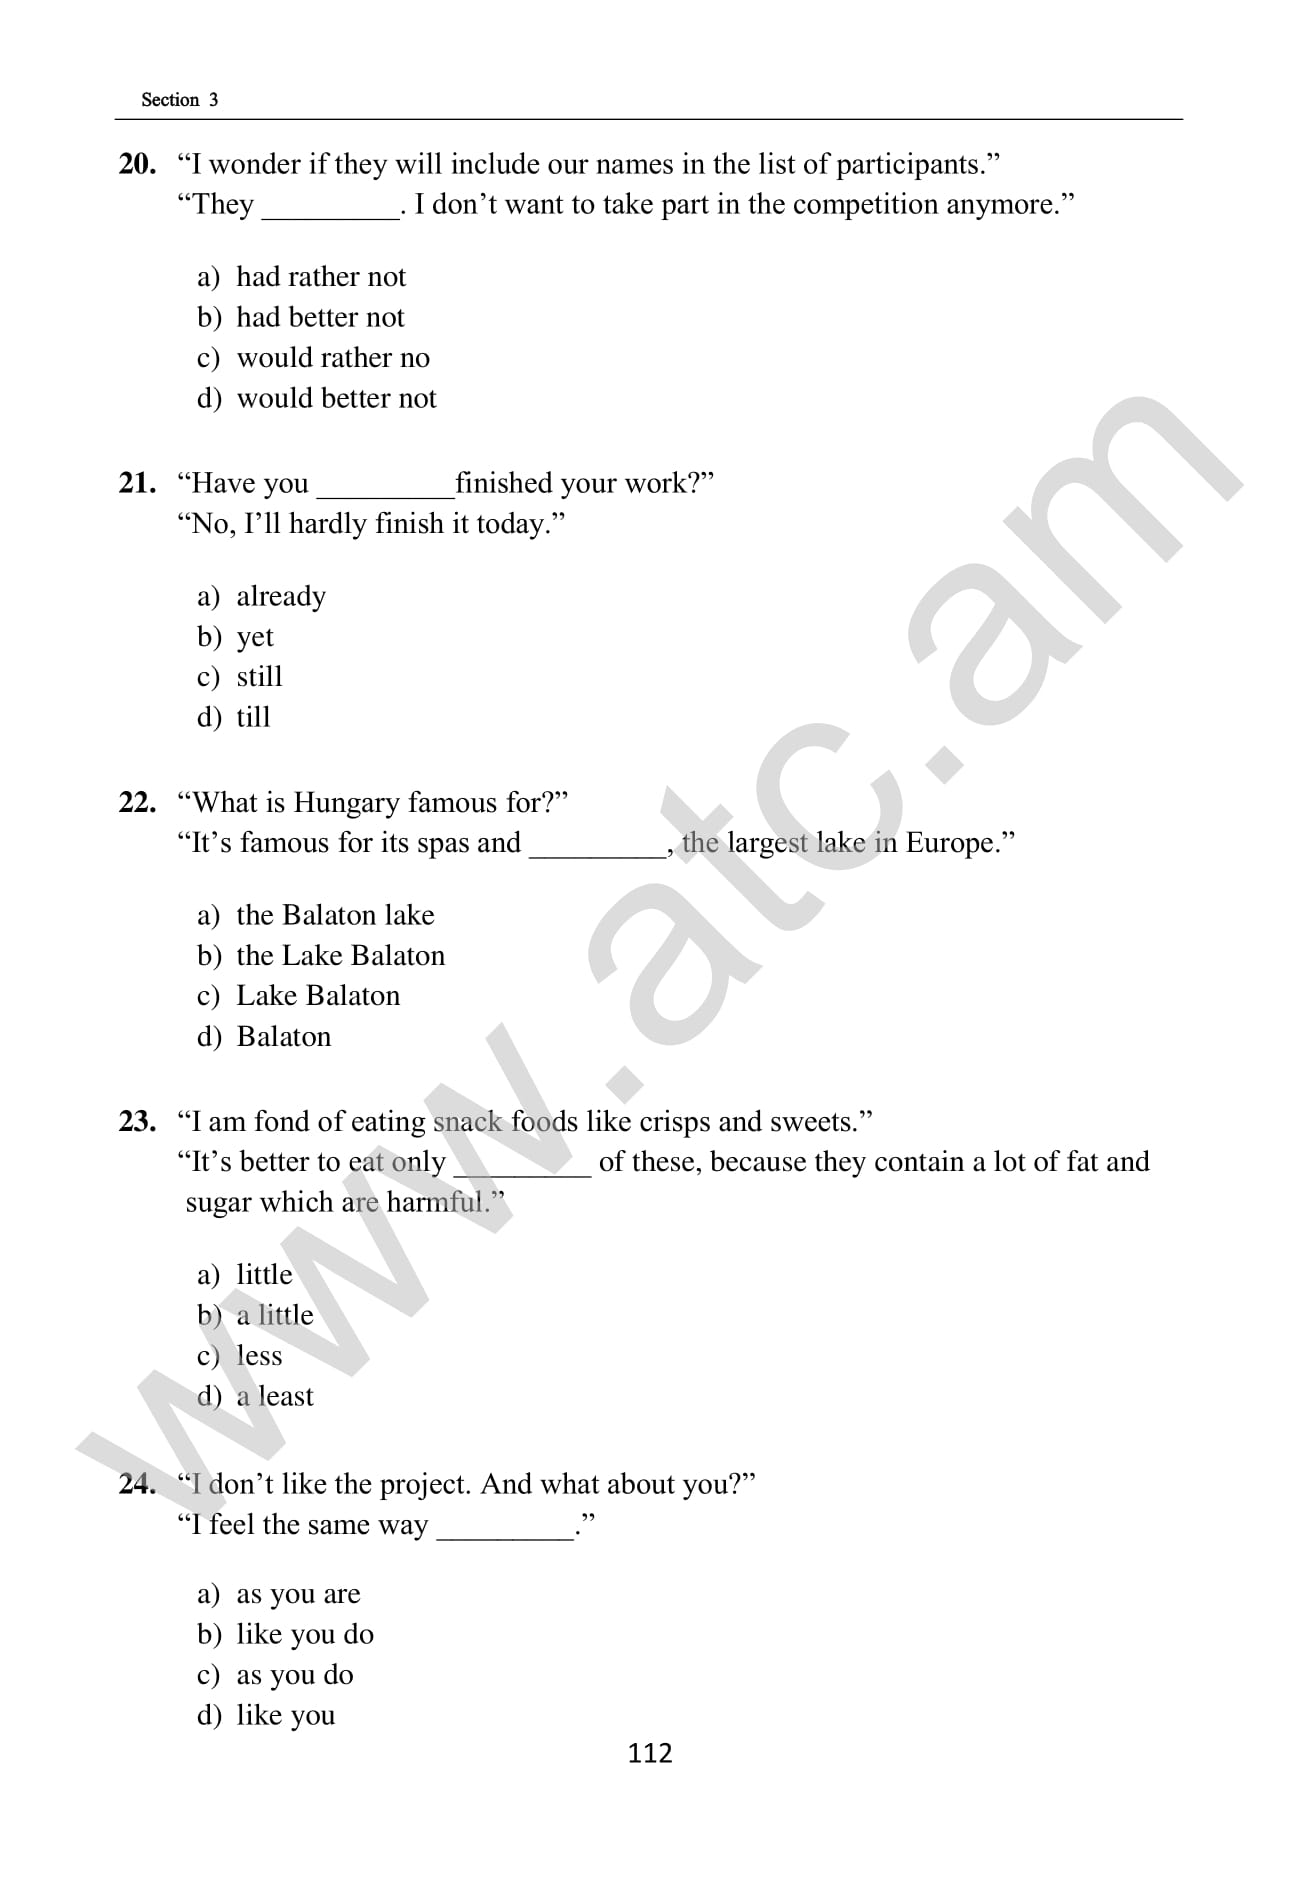 Section 3
20. “I wonder if they will include our names in the list of participants.”
“They _________. I don’t want to take part in the competition anymore.”
a) had rather not
b) had better not
c) would rather no
d) would better not
21. “Have you _________finished your work?”
“No, I’ll hardly finish it today.”
a) already
b) yet
c) still
d) till
22. “What is Hungary famous for?”
“It’s famous for its spas and _________, the largest lake in Europe.”
a) the Balaton lake
b) the Lake Balaton
c) Lake Balaton
d) Balaton
23. “I am fond of eating snack foods like crisps and sweets.”
“It’s better to eat only _________ of these, because they contain a lot of fat and
sugar which are harmful.”
a) little
b) a little
c) less
d) a least
24. “I don’t like the project. And what about you?”
“I feel the same way _________.”
a) as you are
b) like you do
c) as you do
d) like you
112
www.atc.am